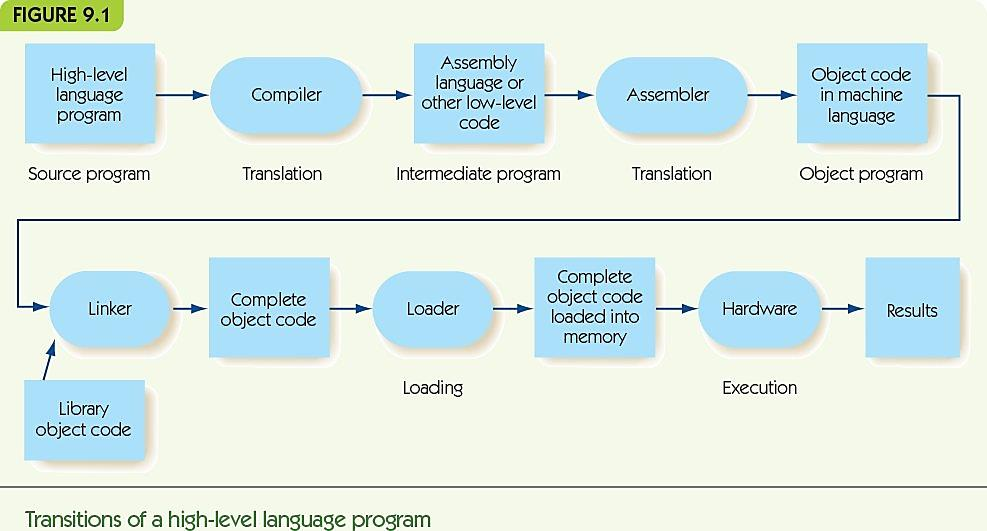 FIGURE 9.1
High-level
language
program
Compiler
Assembly
language or
other low-level
code
Assembler
Object code
in machine
language
Source program
Translation
Intermediate program
Translation
Object program
Linker
Complete
object code
Loader
Complete
object code
loaded into
memory
Hardware
Results
Loading
Execution
Library
object code
Transitions of a high-level language program